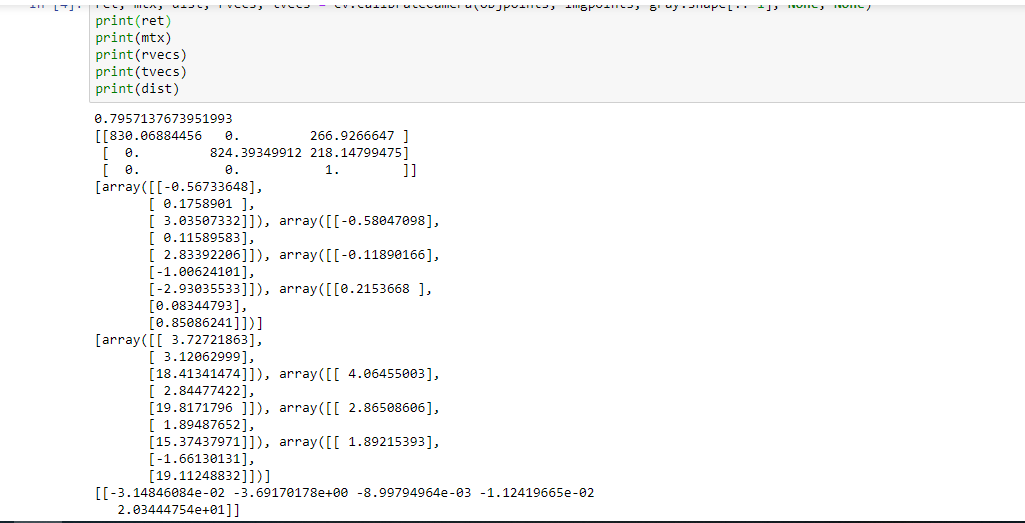 In [4]: ret, mtx, dist, rvecs, tvecs = cv.calibrateCamera(objpoints, imgpoints, gray.shape[::-1], None, None)
print(ret)
print(mtx)
print(rvecs)
print(tvecs)
print(dist)
0.7957137673951993
[[830.06884456   0.         266.9266647 ]
 [  0.         824.39349912 218.14799475]
 [  0.           0.           1.        ]]
[array([[-0.56733648],
       [ 0.1758901 ],
       [ 3.03507332]]), array([[-0.58047098],
       [ 0.11589583],
       [ 2.83392206]]), array([[-0.11890166],
       [-1.00624101],
       [-2.93035533]]), array([[0.2153668 ],
       [0.08344793],
       [0.85086241]])]
[array([[ 3.72721863],
       [ 3.12062999],
       [18.41341474]]), array([[ 4.06455003],
       [ 2.84477422],
       [19.8171796 ]]), array([[ 2.86508606],
       [ 1.89487652],
       [15.37437971]]), array([[ 1.89215393],
       [-1.66130131],
       [19.11248832]])]
[[-3.14846084e-02 -3.69170178e+00 -8.99794964e-03 -1.12419665e-02
   2.03444754e+01]]